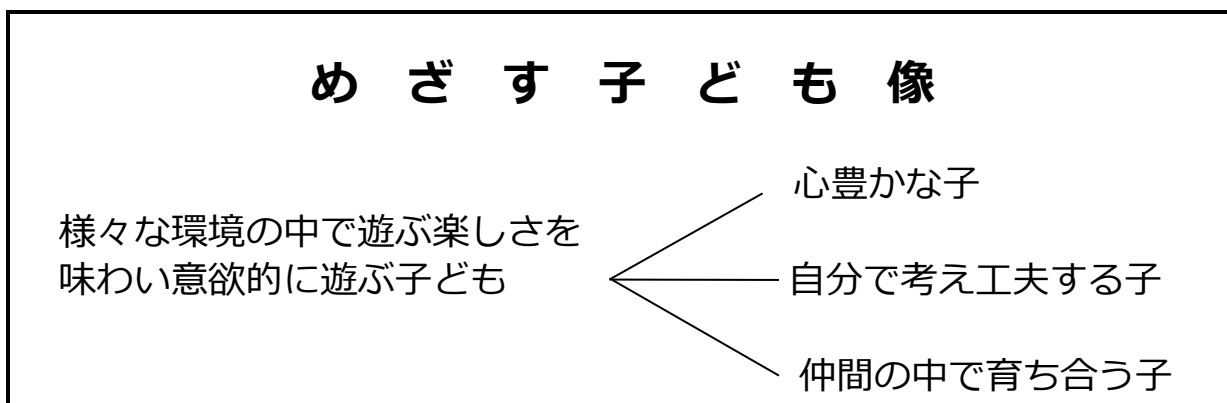 めざす子ども像
様々な環境の中で遊ぶ楽しさを
味わい意欲的に遊ぶ子ども
心豊かな子
自分で考え工夫する子
仲間の中で育ち合う子